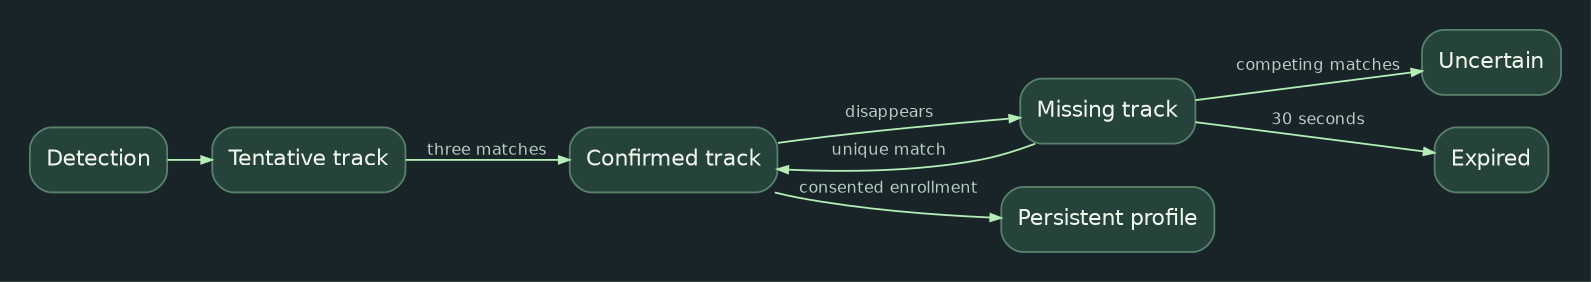 Detection
Tentative track
three matches
Confirmed track
disappears
unique match
consented enrollment
Missing track
Persistent profile
competing matches
30 seconds
Uncertain
Expired